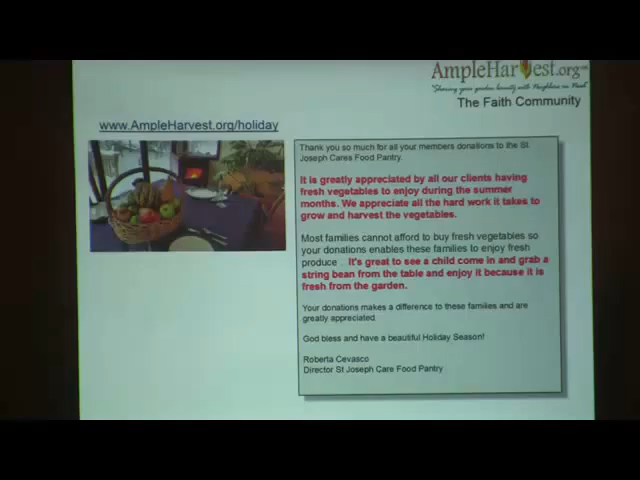 AmpleHarvest.org
"Sharing your garden bounty with Neighbors in Need"
The Faith Community
www.AmpleHarvest.org/holiday
Thank you so much for all your members donations to the St
Joseph Cares Food Pantry.
It is greatly appreciated by all our clients having
fresh vegetables to enjoy during the summer
months. We appreciate all the hard work it takes to
grow and harvest the vegetables.
Most families cannot afford to buy fresh vegetables so
your donations enables these families to enjoy fresh
produce . It's great to see a child come in and grab a
string bean from the table and enjoy it because it is
fresh from the garden.
Your donations makes a difference to these families and are
greatly appreciated
God bless and have a beautiful Holiday Season!
Roberta Cevasco
Director St Joseph Care Food Pantry